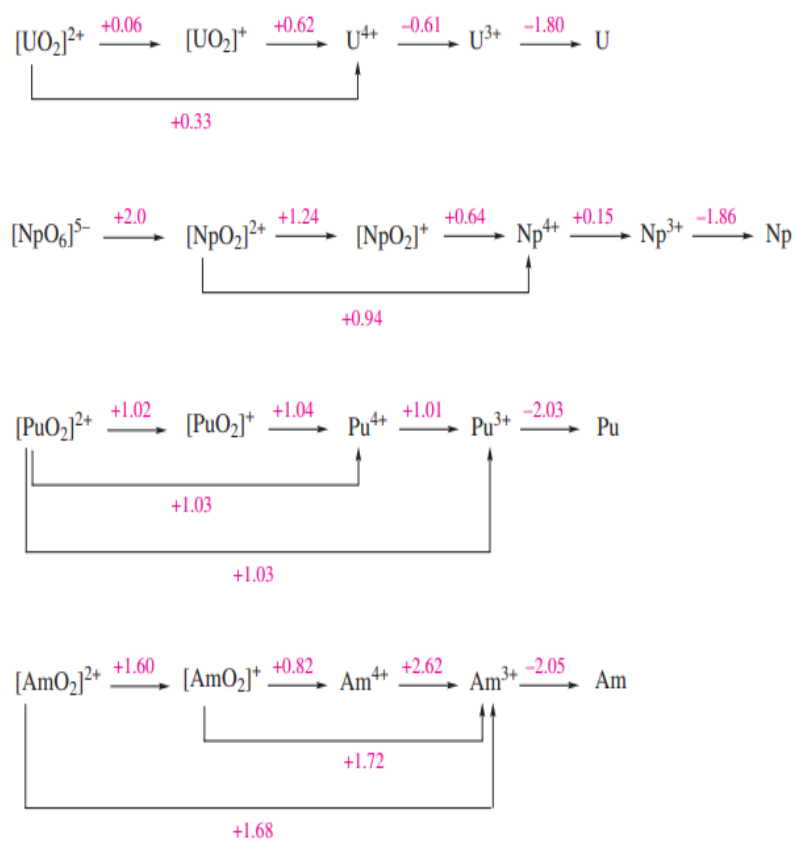 +0.06 +0.62 –0.61 –1.80
[UO₂]²⁺ [UO₂]⁺ U⁴⁺ U³⁺ U
+0.33
+2.0 +1.24 +0.64 +0.15 –1.86
[NpO₆]⁵⁻ [NpO₂]²⁺ [NpO₂]⁺ Np⁴⁺ Np³⁺ Np
+0.94
+1.02 +1.04 +1.01 –2.03
[PuO₂]²⁺ [PuO₂]⁺ Pu⁴⁺ Pu³⁺ Pu
+1.03
+1.03
+1.60 +0.82 +2.62 –2.05
[AmO₂]²⁺ [AmO₂]⁺ Am⁴⁺ Am³⁺ Am
+1.72
+1.68